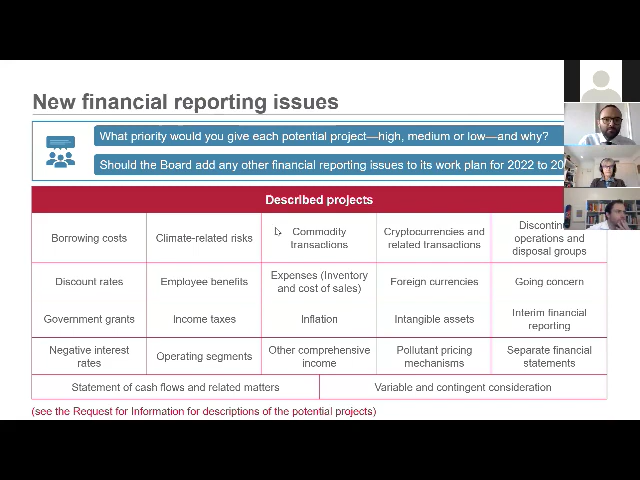 New financial reporting issues
What priority would you give each potential project—high, medium or low—and why?
Should the Board add any other financial reporting issues to its work plan for 2022 to
Described projects
Borrowing costs
Climate-related risks
Commodity
transactions
Cryptocurrencies and
related transactions
operations and
disposal groups
Discount rates
Employee benefits
Expenses (Inventory
and cost of sales)
Foreign currencies
Going concern
Government grants
Income taxes
Inflation
Intangible assets
Interim financial
reporting
Negative interest
rates
Operating segments
Other comprehensive
income
Pollutant pricing
mechanisms
Separate financial
statements
Statement of cash flows and related matters
Variable and contingent consideration
(see the Request for Information for descriptions of the potential projects)